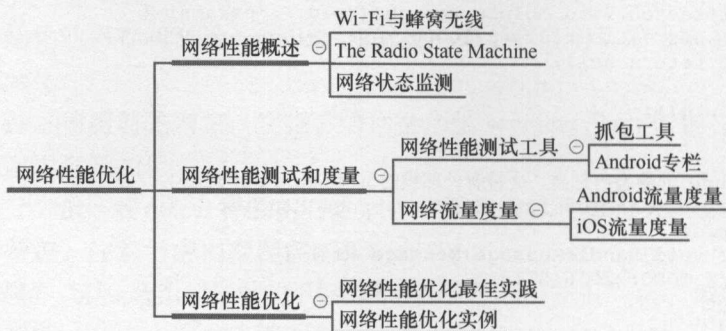 Wi-Fi与蜂窝无线
网络性能概述
The Radio State Machine
网络状态监测
抓包工具
网络性能测试工具
Android专栏
网络性能优化
网络性能测试和度量
Android流量度量
网络流量度量
iOS流量度量
网络性能优化最佳实践
网络性能优化
网络性能优化实例